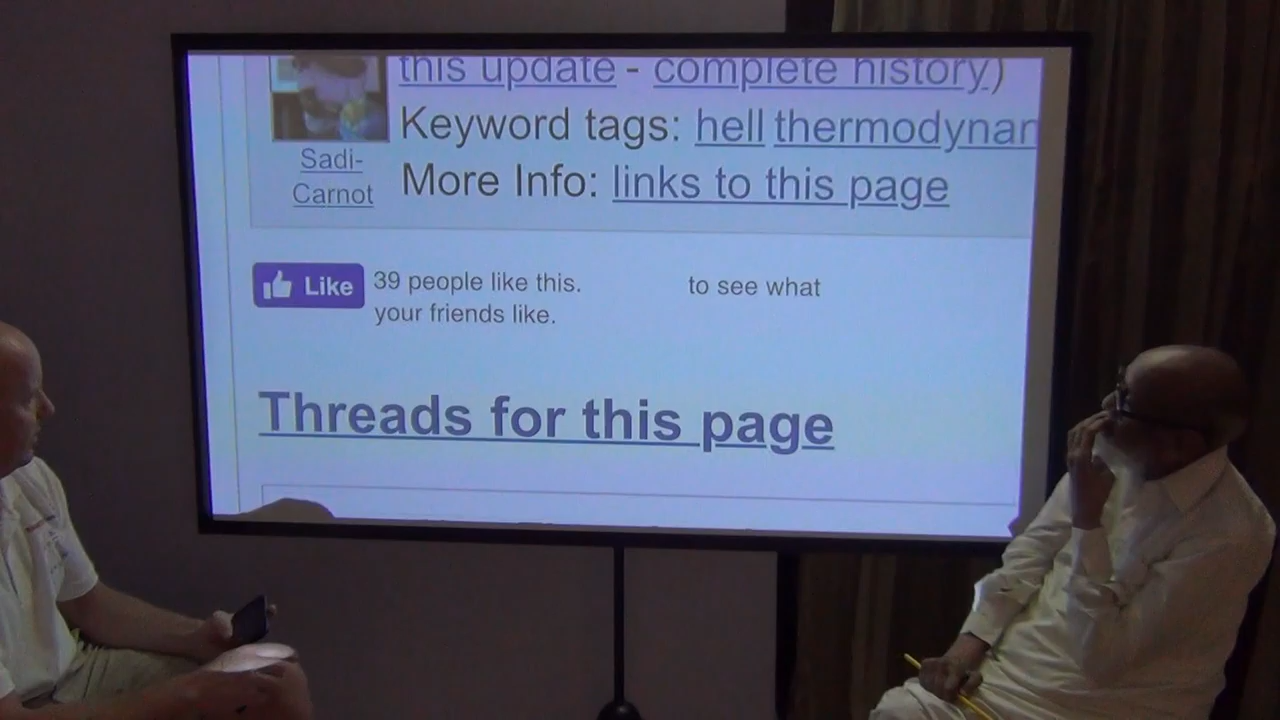 this update - complete history)
Keyword tags: hell thermodynam
More Info: links to this page
Sadi-
Carnot
Like
39 people like this. to see what
your friends like.
Threads for this page